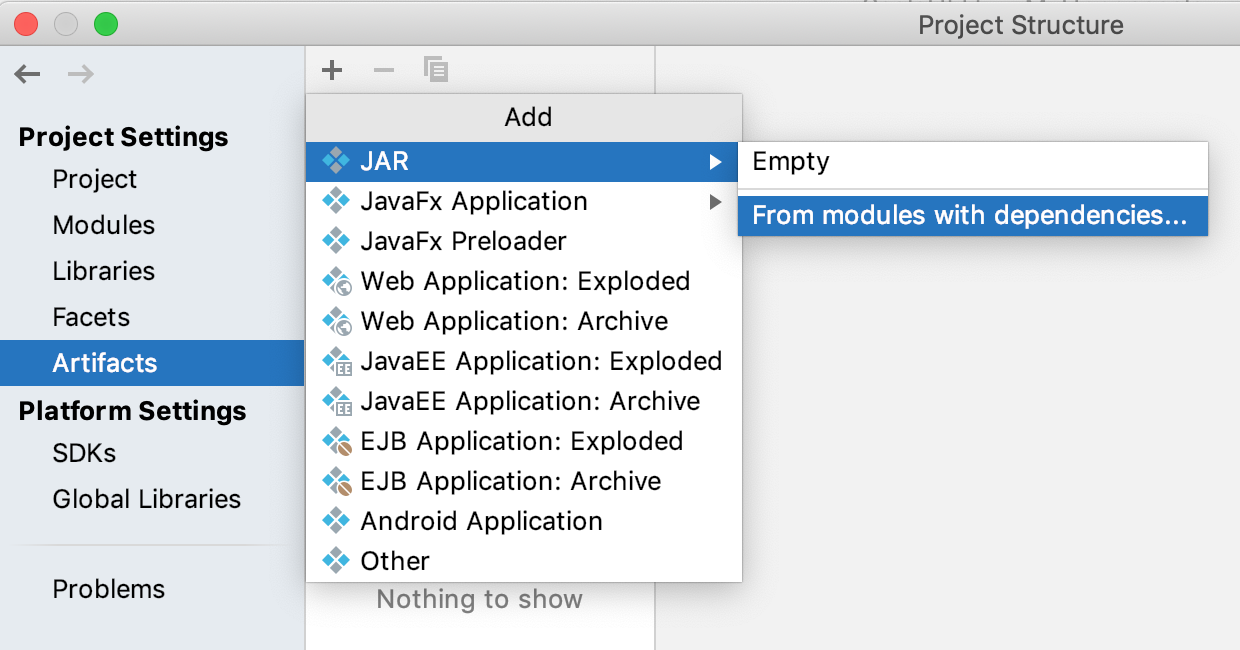 Project Structure
Project Settings
Project
Modules
Libraries
Facets
Artifacts
Platform Settings
SDKs
Global Libraries
Problems
Add
JAR
JavaFx Application
JavaFx Preloader
Web Application: Exploded
Web Application: Archive
JavaEE Application: Exploded
JavaEE Application: Archive
EJB Application: Exploded
EJB Application: Archive
Android Application
Other
Nothing to show
Empty
From modules with dependencies...